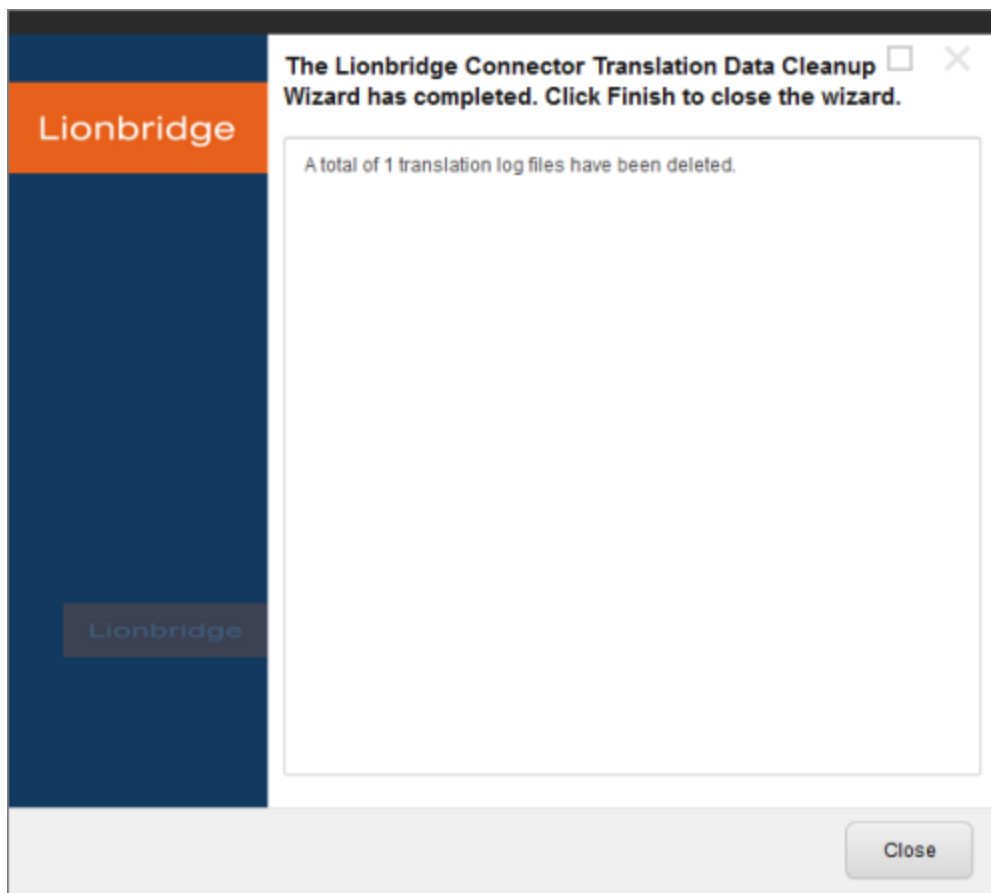 The Lionbridge Connector Translation Data Cleanup
Wizard has completed. Click Finish to close the wizard.
Lionbridge
A total of 1 translation log files have been deleted.
Lionbridge
Close